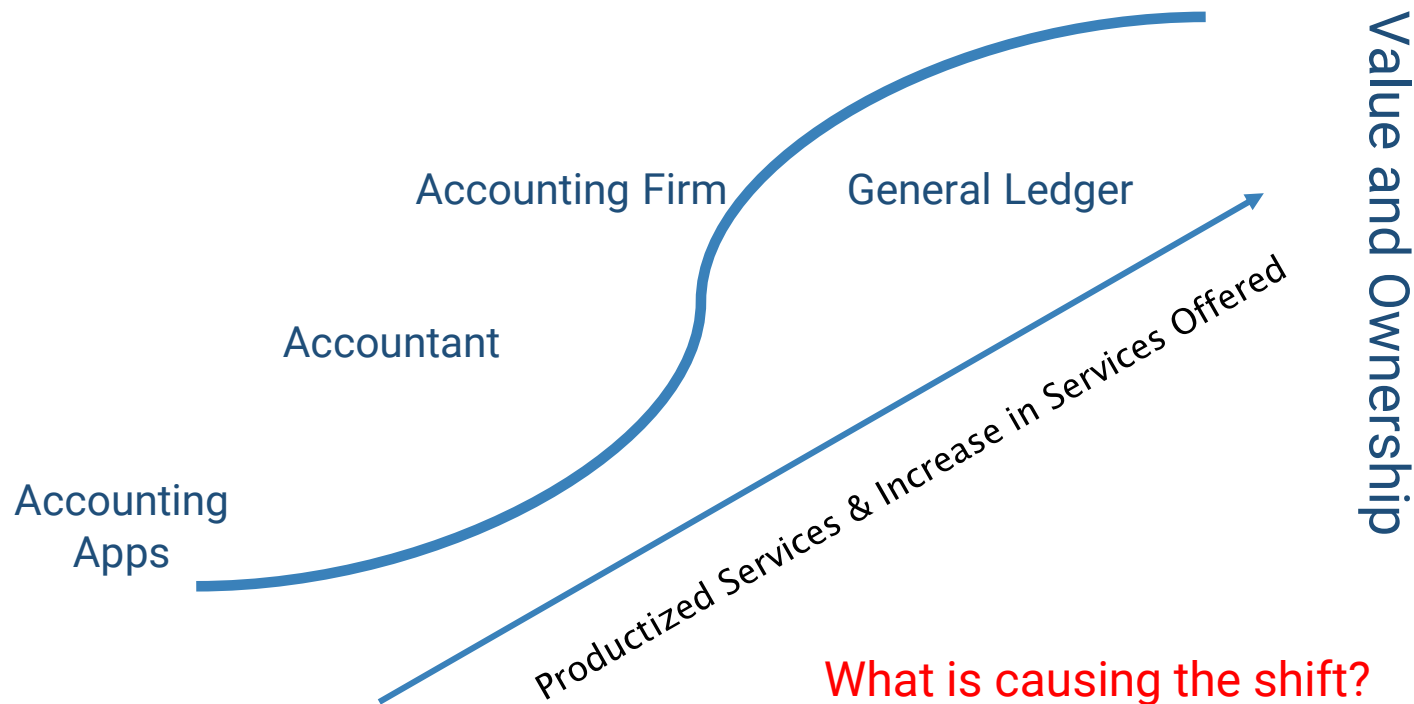 Value and Ownership
Accounting Firm
General Ledger
Accountant
Accounting
Apps
Productized Services & Increase in Services Offered
What is causing the shift?